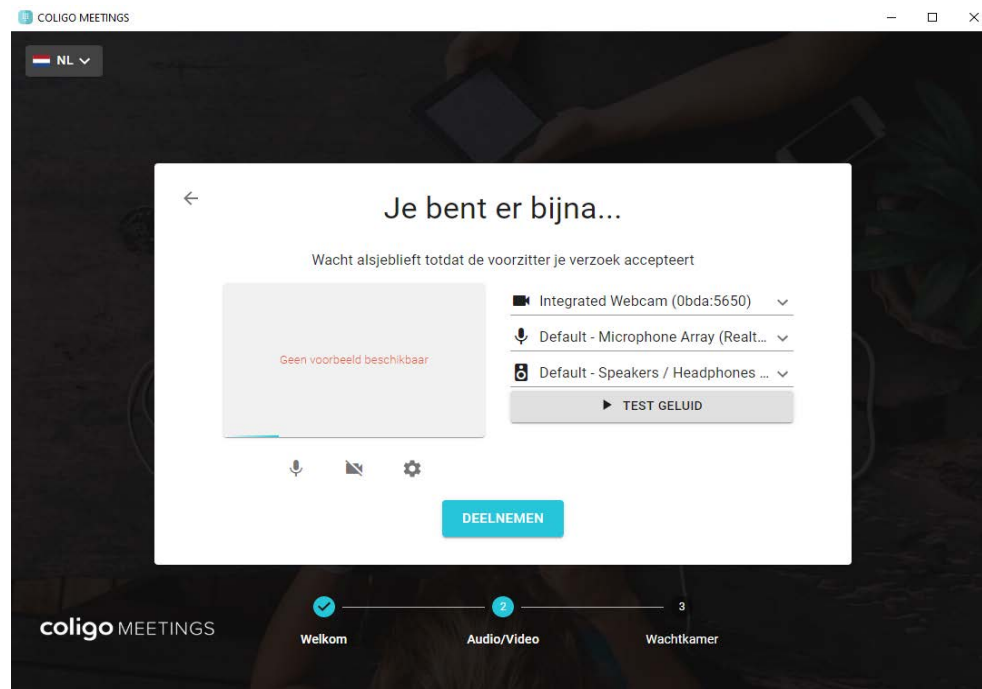 COLIGO MEETINGS
NL
Je bent er bijna...
Wacht alsjeblieft totdat de voorzitter je verzoek accepteert
Geen voorbeeld beschikbaar
Integrated Webcam (0bda:5650)
Default - Microphone Array (Realt...
Default - Speakers / Headphones ...
TEST GELUID
DEELNEMEN
2
3
coligo MEETINGS
Welkom
Audio/Video
Wachtkamer